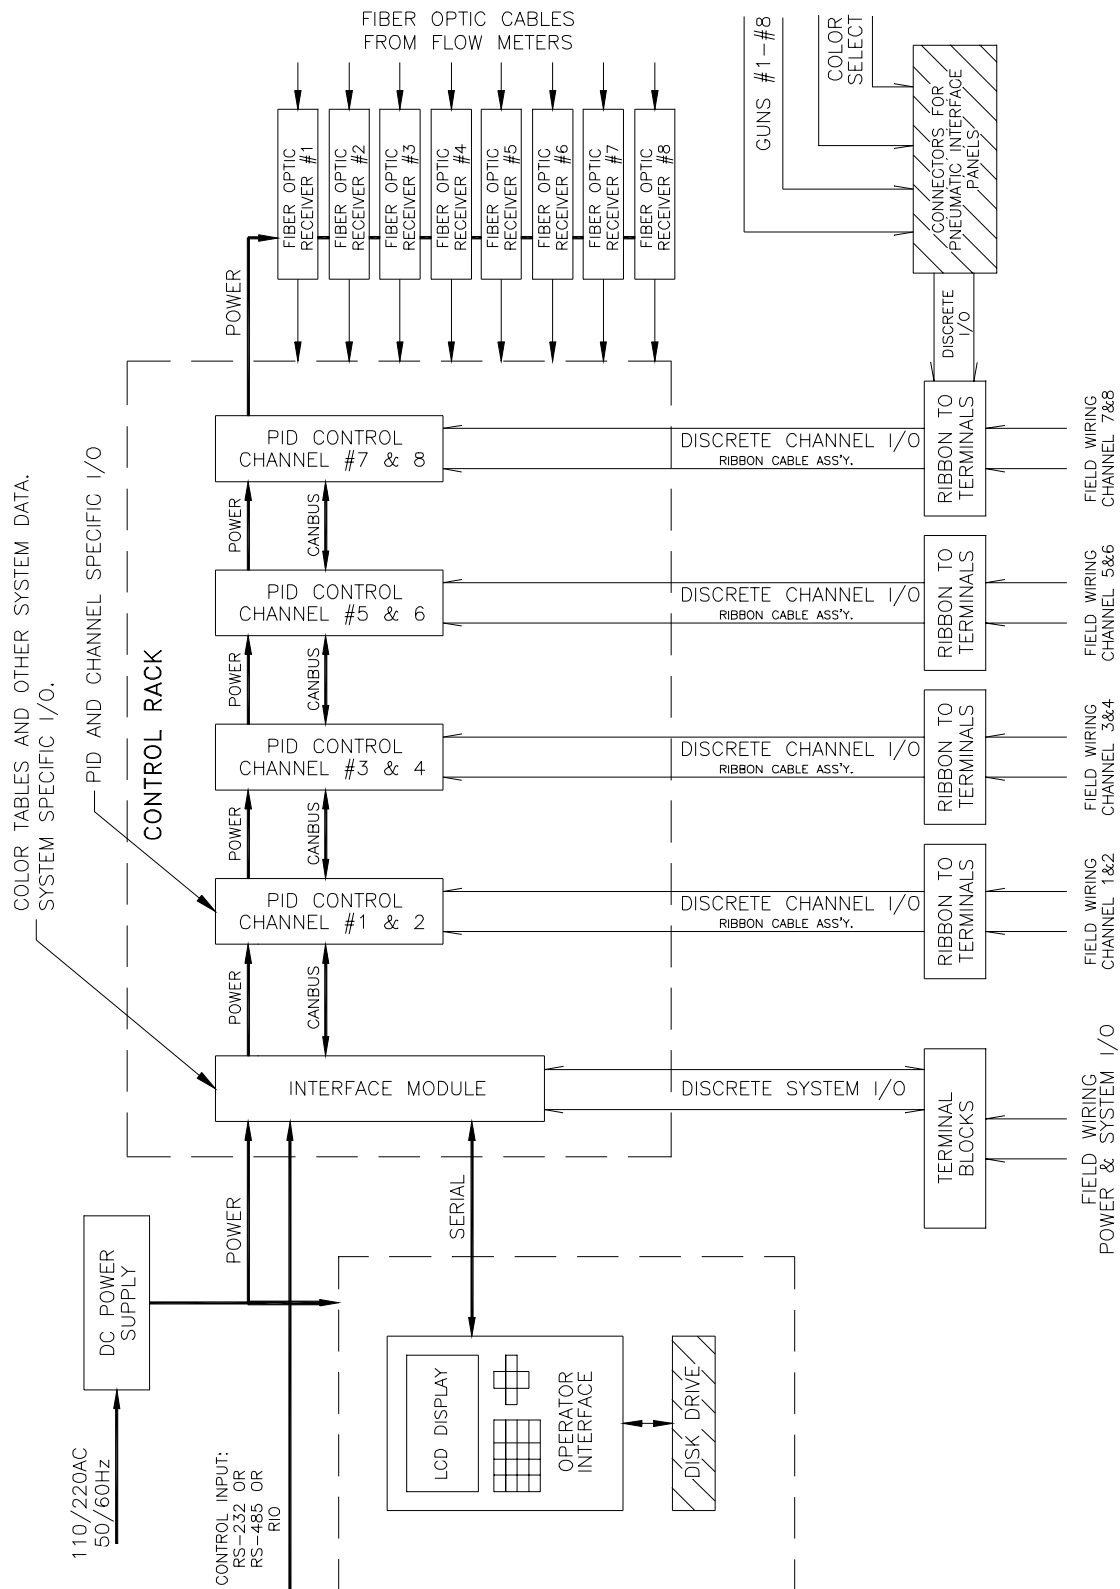 FIBER OPTIC CABLES
FROM FLOW METERS
GUNS #1-#8
COLOR
SELECT
FIBER OPTIC
RECEIVER #1
FIBER OPTIC
RECEIVER #2
FIBER OPTIC
RECEIVER #3
FIBER OPTIC
RECEIVER #4
FIBER OPTIC
RECEIVER #5
FIBER OPTIC
RECEIVER #6
FIBER OPTIC
RECEIVER #7
FIBER OPTIC
RECEIVER #8
CONNECTORS FOR
PNEUMATIC INTERFACE
PANELS
POWER
DISCRETE
I/O
COLOR TABLES AND OTHER SYSTEM DATA.
SYSTEM SPECIFIC I/O.
PID AND CHANNEL SPECIFIC I/O
CONTROL RACK
PID CONTROL
CHANNEL #7 & 8
DISCRETE CHANNEL I/O
RIBBON CABLE ASS'Y.
RIBBON TO
TERMINALS
FIELD WIRING
CHANNEL 7&8
POWER
CANBUS
PID CONTROL
CHANNEL #5 & 6
DISCRETE CHANNEL I/O
RIBBON CABLE ASS'Y.
RIBBON TO
TERMINALS
FIELD WIRING
CHANNEL 5&6
POWER
CANBUS
PID CONTROL
CHANNEL #3 & 4
DISCRETE CHANNEL I/O
RIBBON CABLE ASS'Y.
RIBBON TO
TERMINALS
FIELD WIRING
CHANNEL 3&4
POWER
CANBUS
PID CONTROL
CHANNEL #1 & 2
DISCRETE CHANNEL I/O
RIBBON CABLE ASS'Y.
RIBBON TO
TERMINALS
FIELD WIRING
CHANNEL 1&2
POWER
CANBUS
INTERFACE MODULE
DISCRETE SYSTEM I/O
TERMINAL
BLOCKS
FIELD WIRING
POWER & SYSTEM I/O
POWER
SERIAL
DC POWER
SUPPLY
LCD DISPLAY
OPERATOR
INTERFACE
DISK DRIVE
110/220AC
50/60Hz
CONTROL INPUT:
RS-232 OR
RS-485 OR
RIO